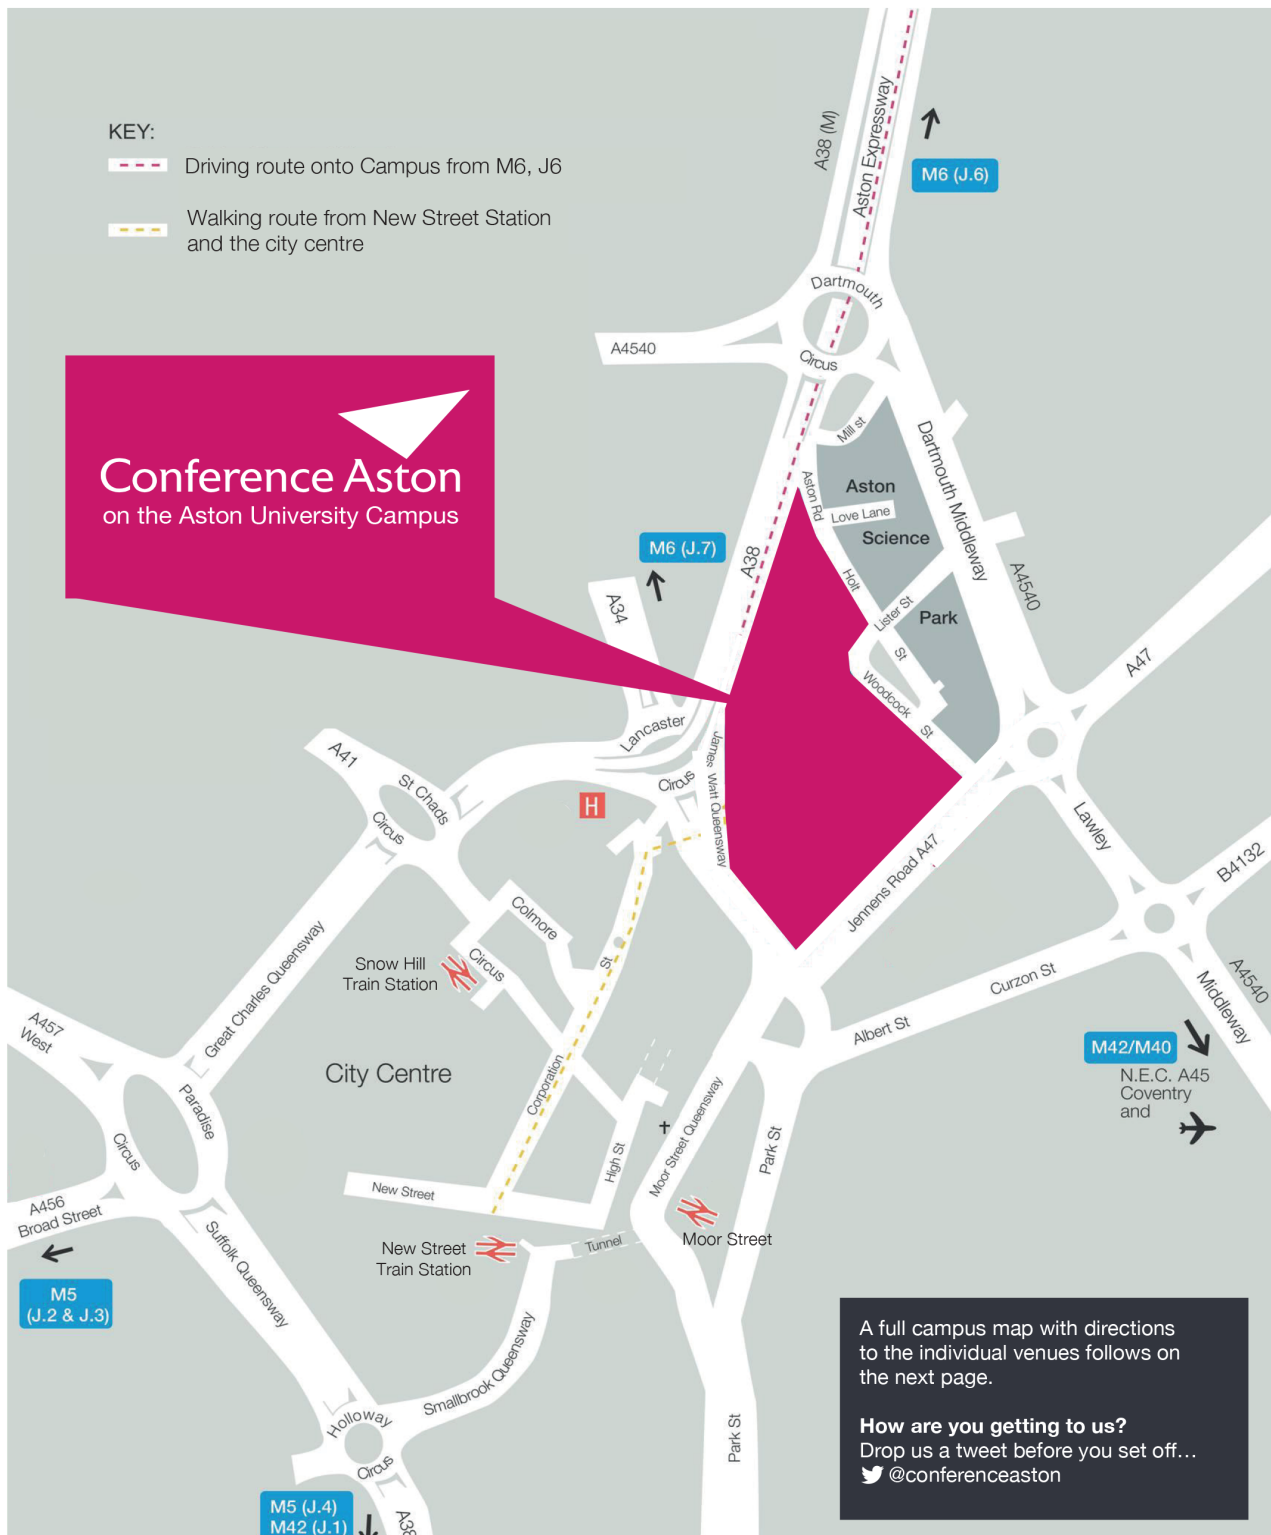 KEY:
Driving route onto Campus from M6, J6
Walking route from New Street Station
and the city centre
A38 (M)
Aston Expressway
M6 (J.6)
Dartmouth
Circus
A4540
Conference Aston
on the Aston University Campus
Mill st
Aston Rd
Aston
Love Lane
Science
Park
Dartmouth Middleway
A4540
M6 (J.7)
A38
A34
Holt
St
Lister St
Woodcock
St
A47
Lancaster
Circus
James Watt Queensway
A41
St Chads
Circus
H
Lawley
B4132
Jennens Road A47
Colmore
Circus
Snow Hill
Train Station
Great Charles Queensway
St
Corporation
Curzon St
Albert St
A4540
Middleway
M42/M40
N.E.C. A45
Coventry
and
A457
West
City Centre
Paradise
Circus
High St
Moor Street Queensway
Park St
New Street
A456
Broad Street
M5
(J.2 & J.3)
Suffolk Queensway
New Street
Train Station
Tunnel
Moor Street
Smallbrook Queensway
Holloway
Circus
Park St
M5 (J.4)
M42 (J.1)
A38
A full campus map with directions
to the individual venues follows on
the next page.
How are you getting to us?
Drop us a tweet before you set off…
@conferenceaston